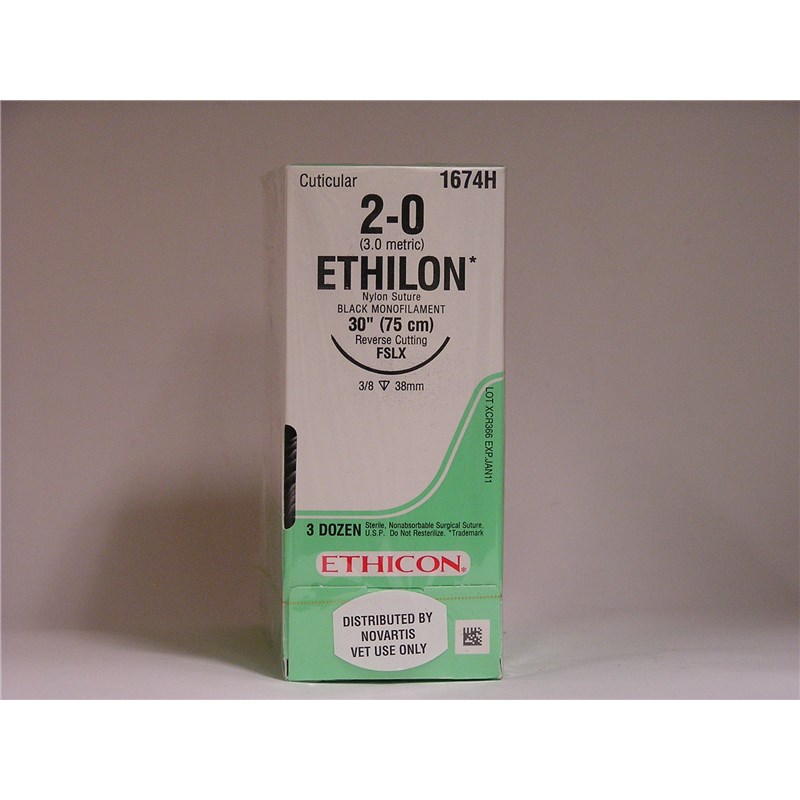 Cuticular 1674H
2-0
(3.0 metric)
ETHILON*
Nylon Suture
BLACK MONOFILAMENT
30" (75 cm)
Reverse Cutting
FSLX
3/8 38mm
LOT XCR366 EXP.JAN11
3 DOZEN Sterile, Nonabsorbable Surgical Suture,
U.S.P. Do Not Resterilize. *Trademark
ETHICON®
DISTRIBUTED BY
NOVARTIS
VET USE ONLY